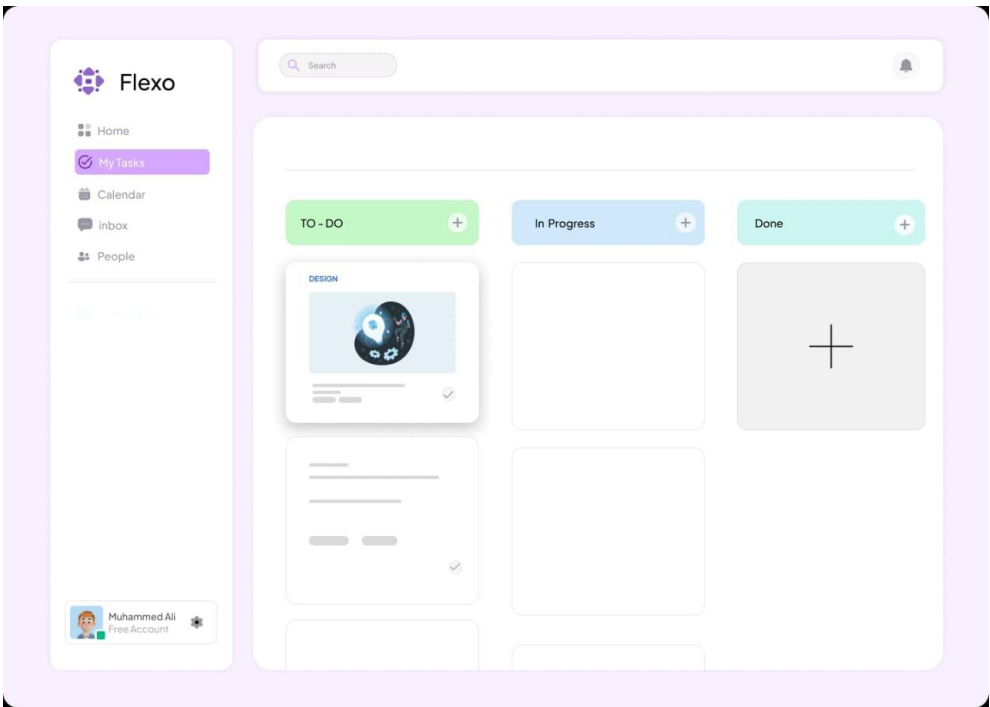 Flexo
Home
My Tasks
Calendar
inbox
People
Muhammed Ali
Free Account
Search
TO - DO
In Progress
Done
DESIGN